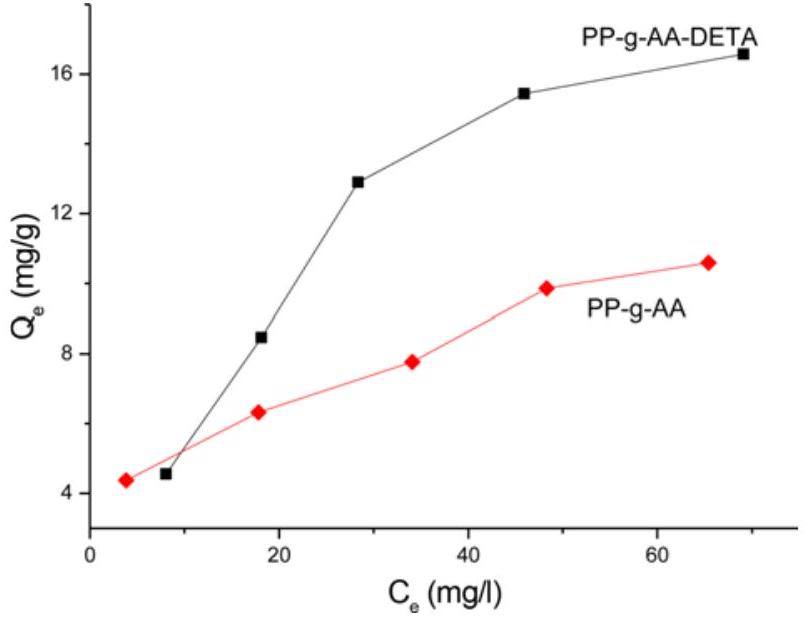 PP-g-AA-DETA
16
12
Qe (mg/g)
PP-g-AA
8
4
0 20 40 60
Ce (mg/l)